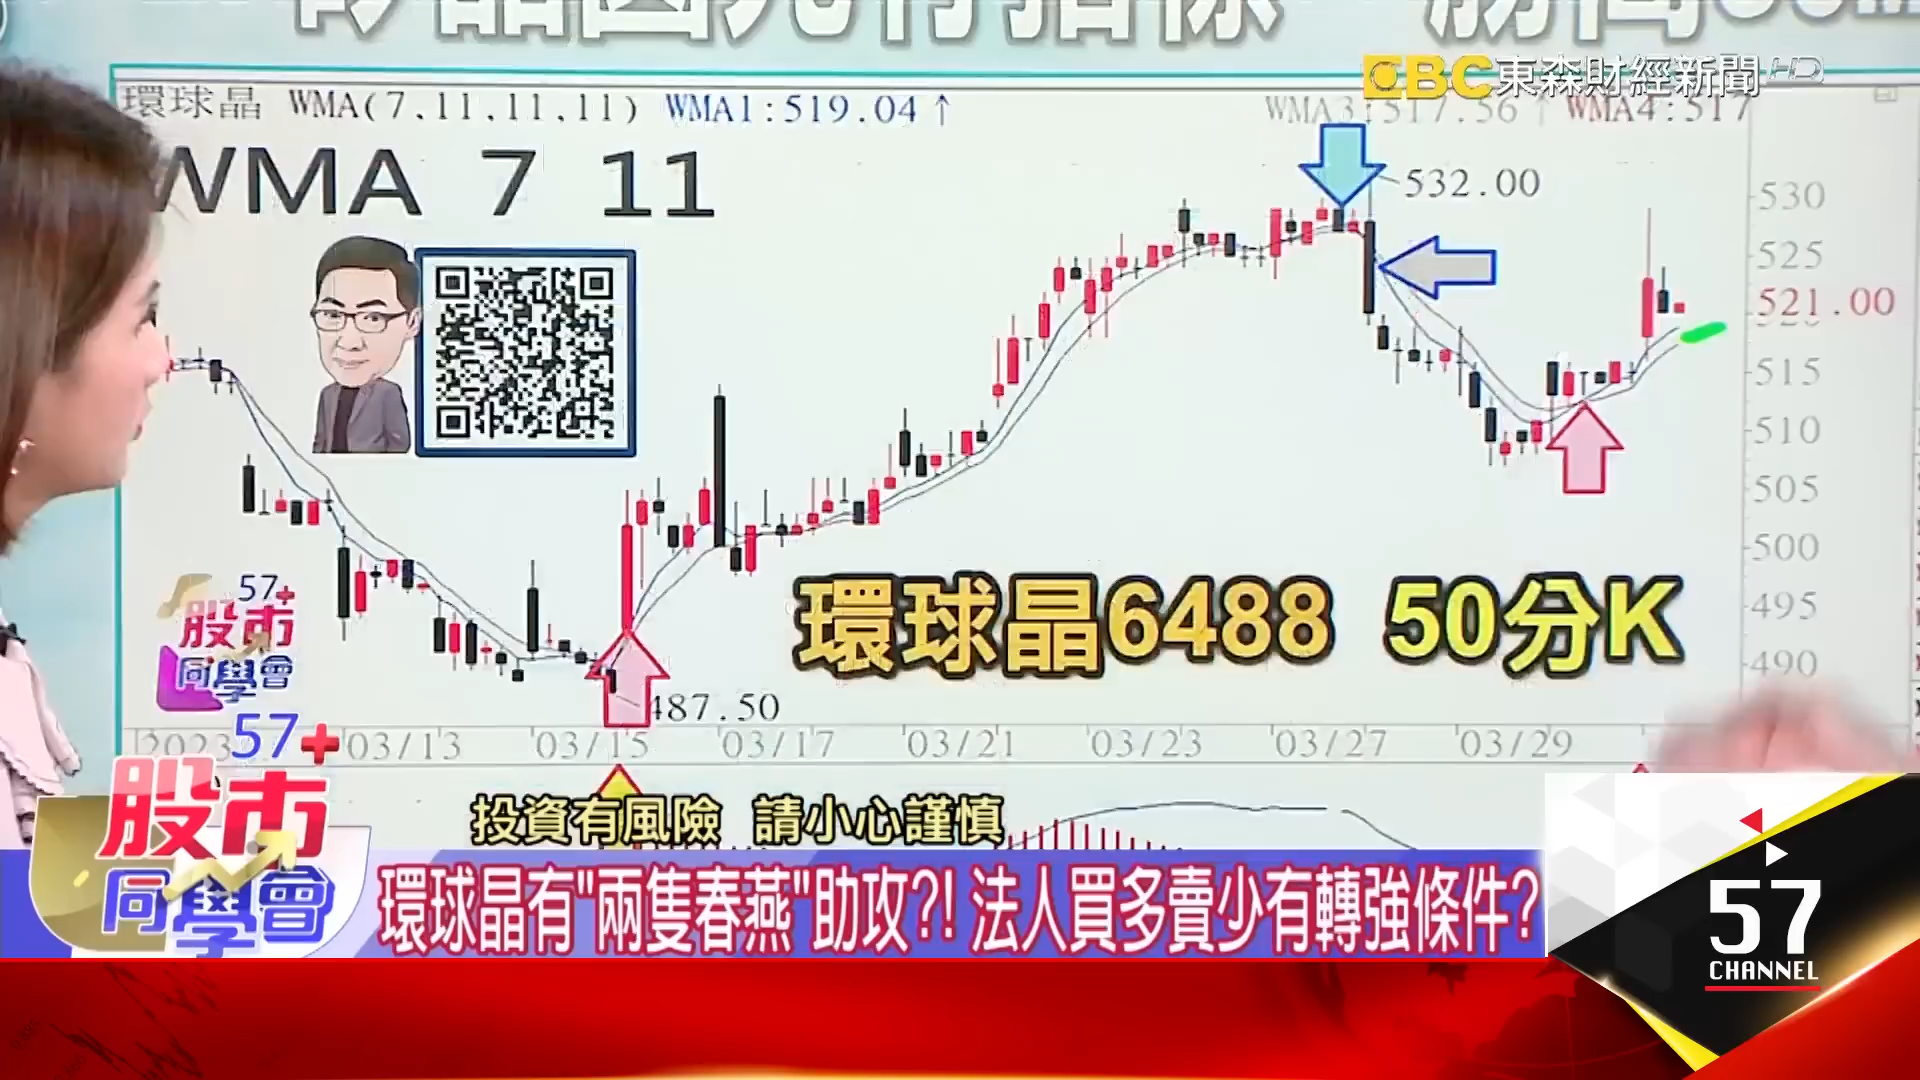 EBC 東森財經新聞 HD
環球晶 WMA(7,11,11,11) WMA1:519.04↑ WMA3:517.56↑ WMA4:517
WMA 7 11
532.00
530
525
521.00
515
510
505
500
495
490
環球晶6488 50分K
487.50
2023 03/13 03/15 03/17 03/21 03/23 03/27 03/29
57+
股市
同學會
57+
股市
同學會
投資有風險 請小心謹慎
環球晶有"兩隻春燕"助攻?! 法人買多賣少有轉強條件?
57
CHANNEL